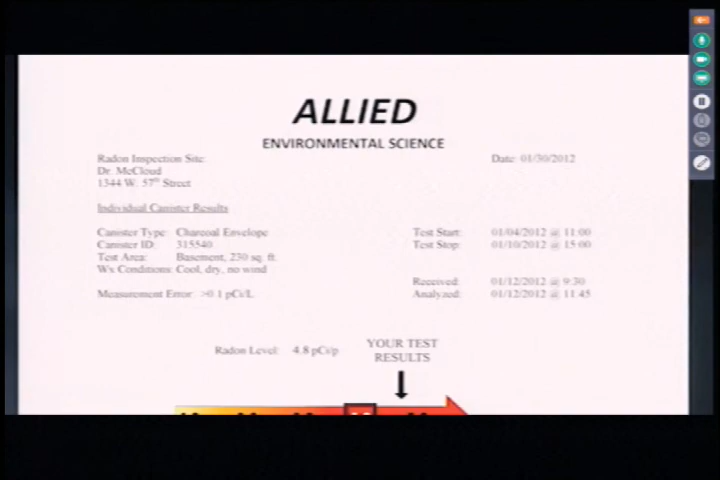 ALLIED
ENVIRONMENTAL SCIENCE
Radon Inspection Site: Date: 01/30/2012
Dr. McCloud
1344 W. 57th Street
Individual Canister Results
Canister Type: Charcoal Envelope Test Start: 01/04/2012 @ 11:00
Canister ID: 315540 Test Stop: 01/10/2012 @ 15:00
Test Area: Basement, 230 sq. ft.
Wx Conditions: Cool, dry, no wind
Received: 01/12/2012 @ 9:30
Measurement Error: >0.1 pCi/L Analyzed: 01/12/2012 @ 11:45
Radon Level: 4.8 pCi/p YOUR TEST
RESULTS